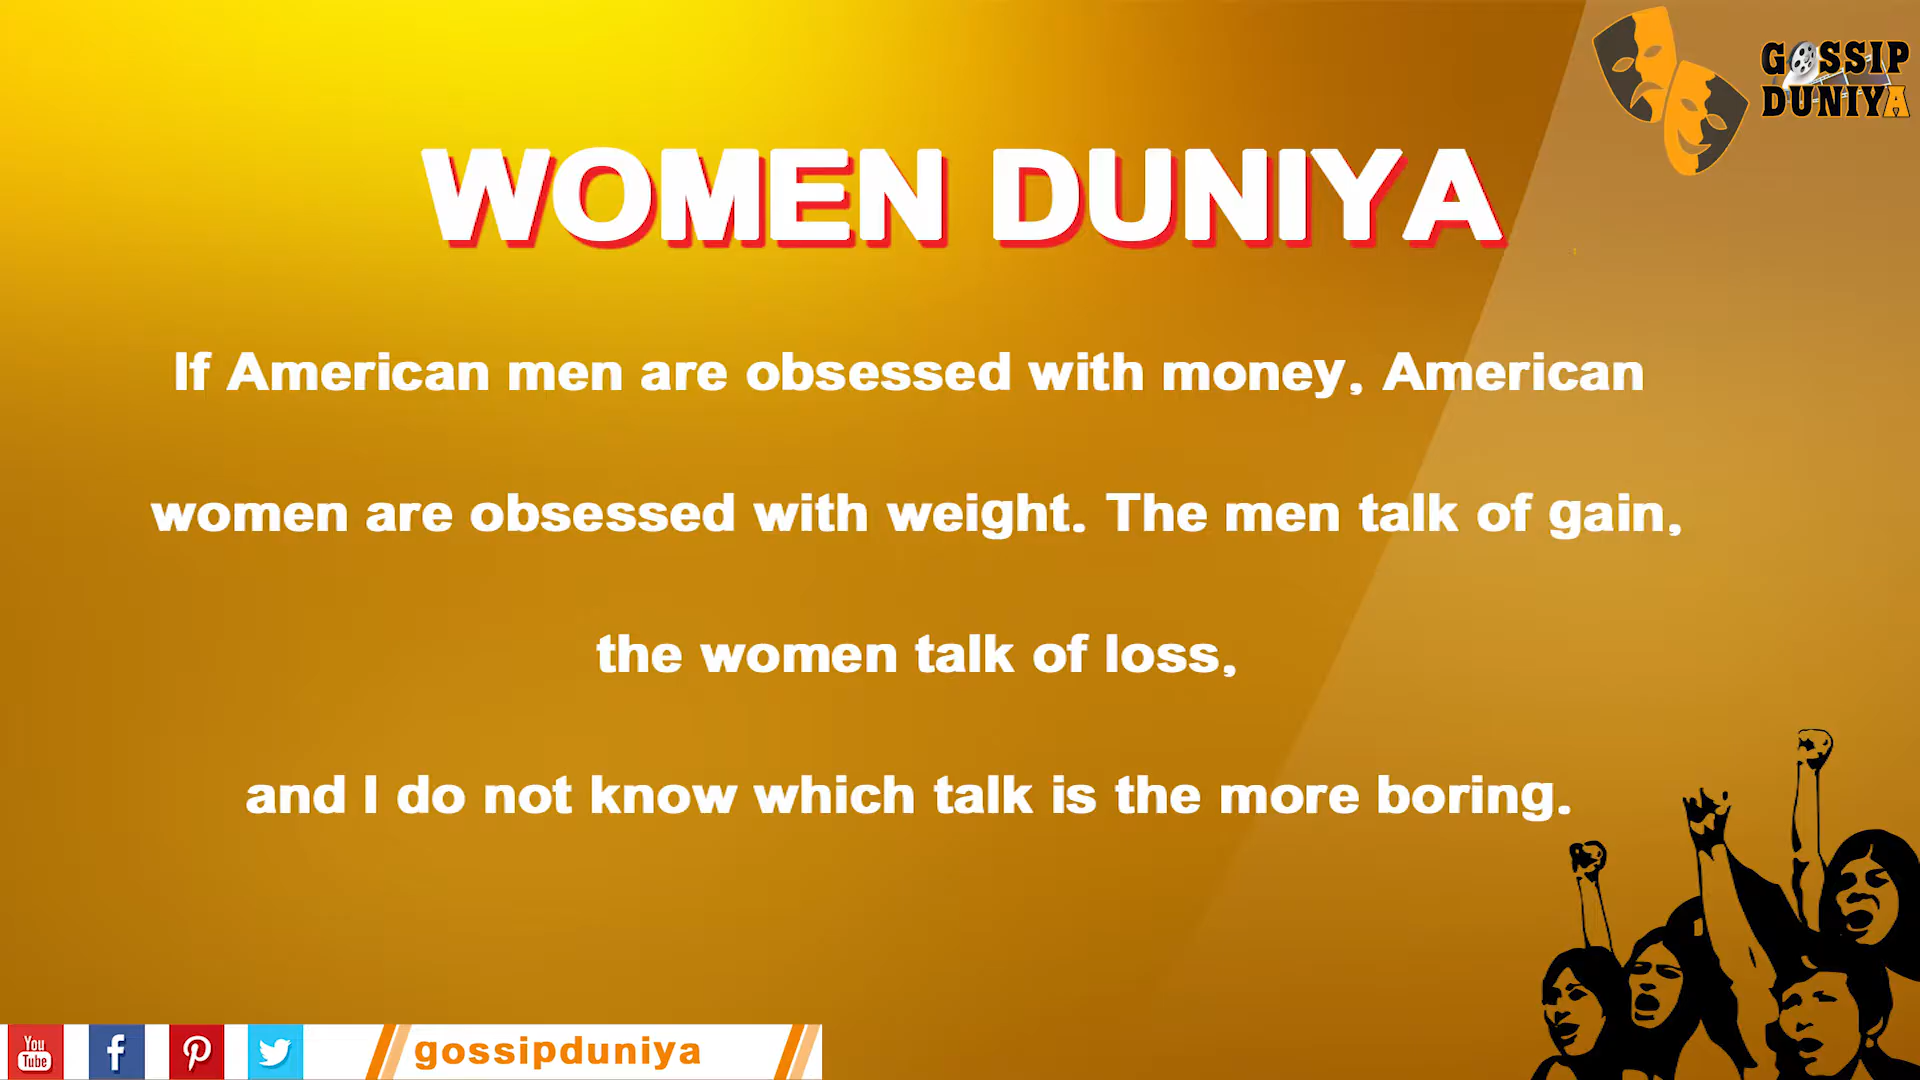 GOSSIP
DUNIYA
WOMEN DUNIYA
If American men are obsessed with money, American
women are obsessed with weight. The men talk of gain,
the women talk of loss,
and I do not know which talk is the more boring.
You
Tube
gossipduniya